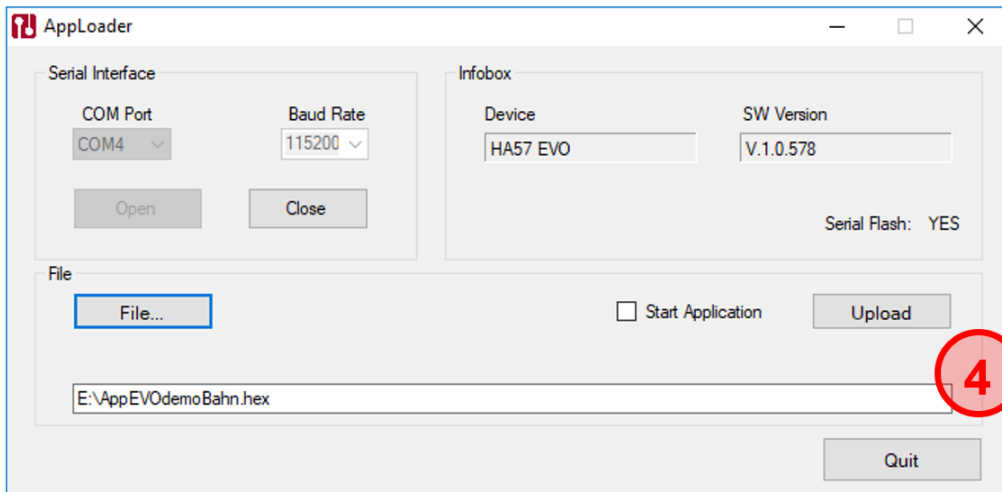 AppLoader
Serial Interface
COM Port Baud Rate
COM4 115200
Open Close
Infobox
Device SW Version
HA57 EVO V.1.0.578
Serial Flash: YES
File
File... Start Application Upload
4
E:\AppEVOdemoBahn.hex
Quit